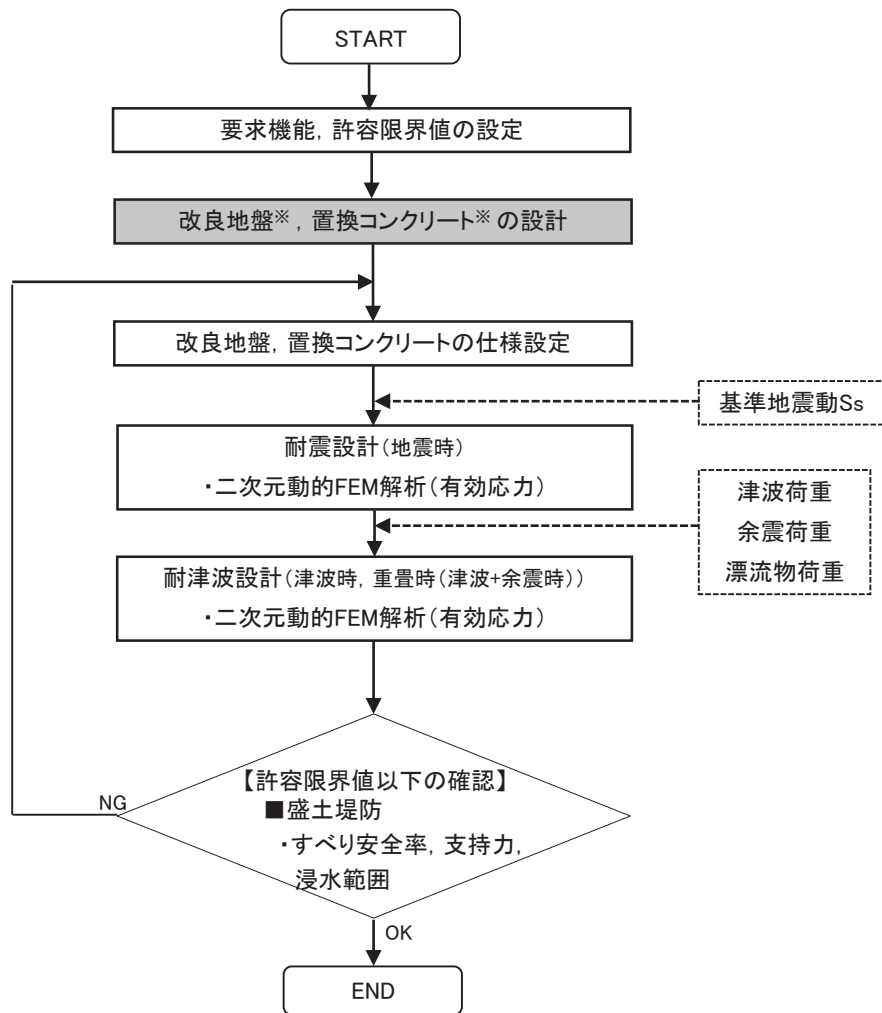 START
要求機能，許容限界値の設定
改良地盤※，置換コンクリート※の設計
改良地盤，置換コンクリートの仕様設定
基準地震動Ss
耐震設計（地震時）
・二次元動的FEM解析（有効応力）
津波荷重
余震荷重
漂流物荷重
耐津波設計（津波時，重畳時（津波+余震時））
・二次元動的FEM解析（有効応力）
【許容限界値以下の確認】
■盛土堤防
・すべり安全率，支持力，
浸水範囲
NG
OK
END